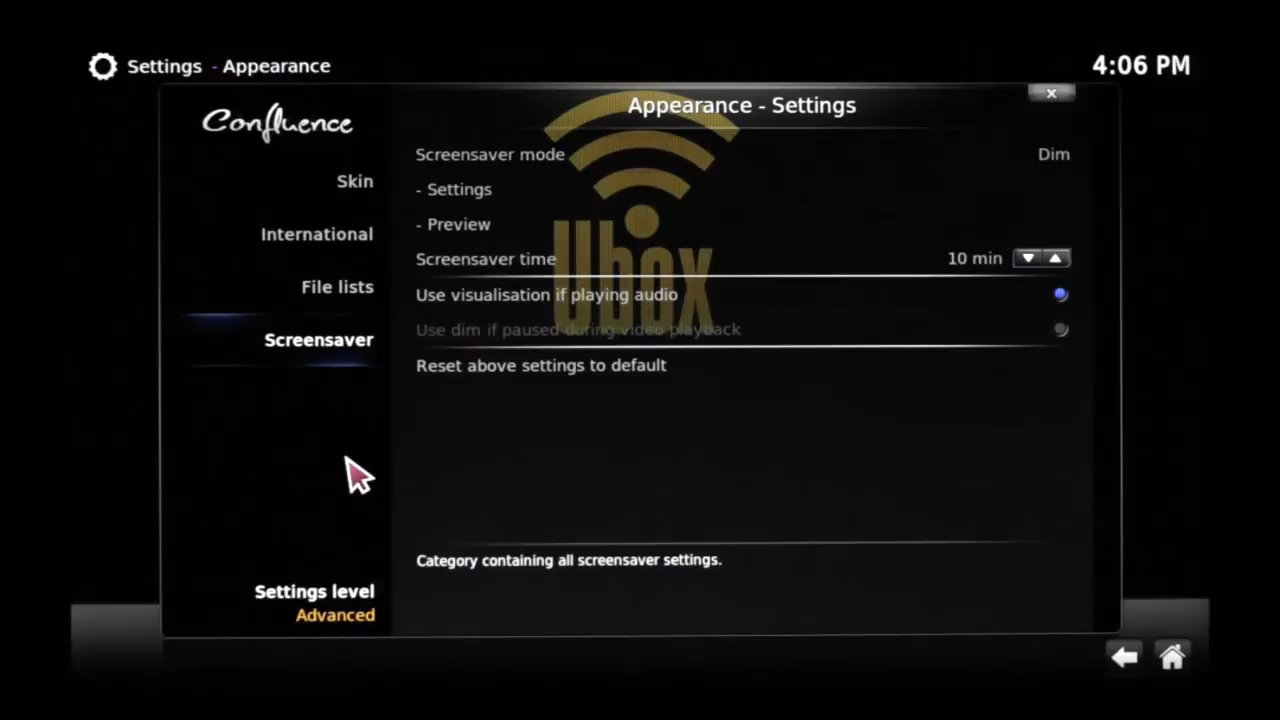 Settings - Appearance
4:06 PM
Confluence
Appearance - Settings
x
Skin
International
File lists
Screensaver
Screensaver mode
Dim
- Settings
- Preview
Screensaver time
10 min
Use visualisation if playing audio
Use dim if paused during video playback
Reset above settings to default
Ubox
Category containing all screensaver settings.
Settings level
Advanced